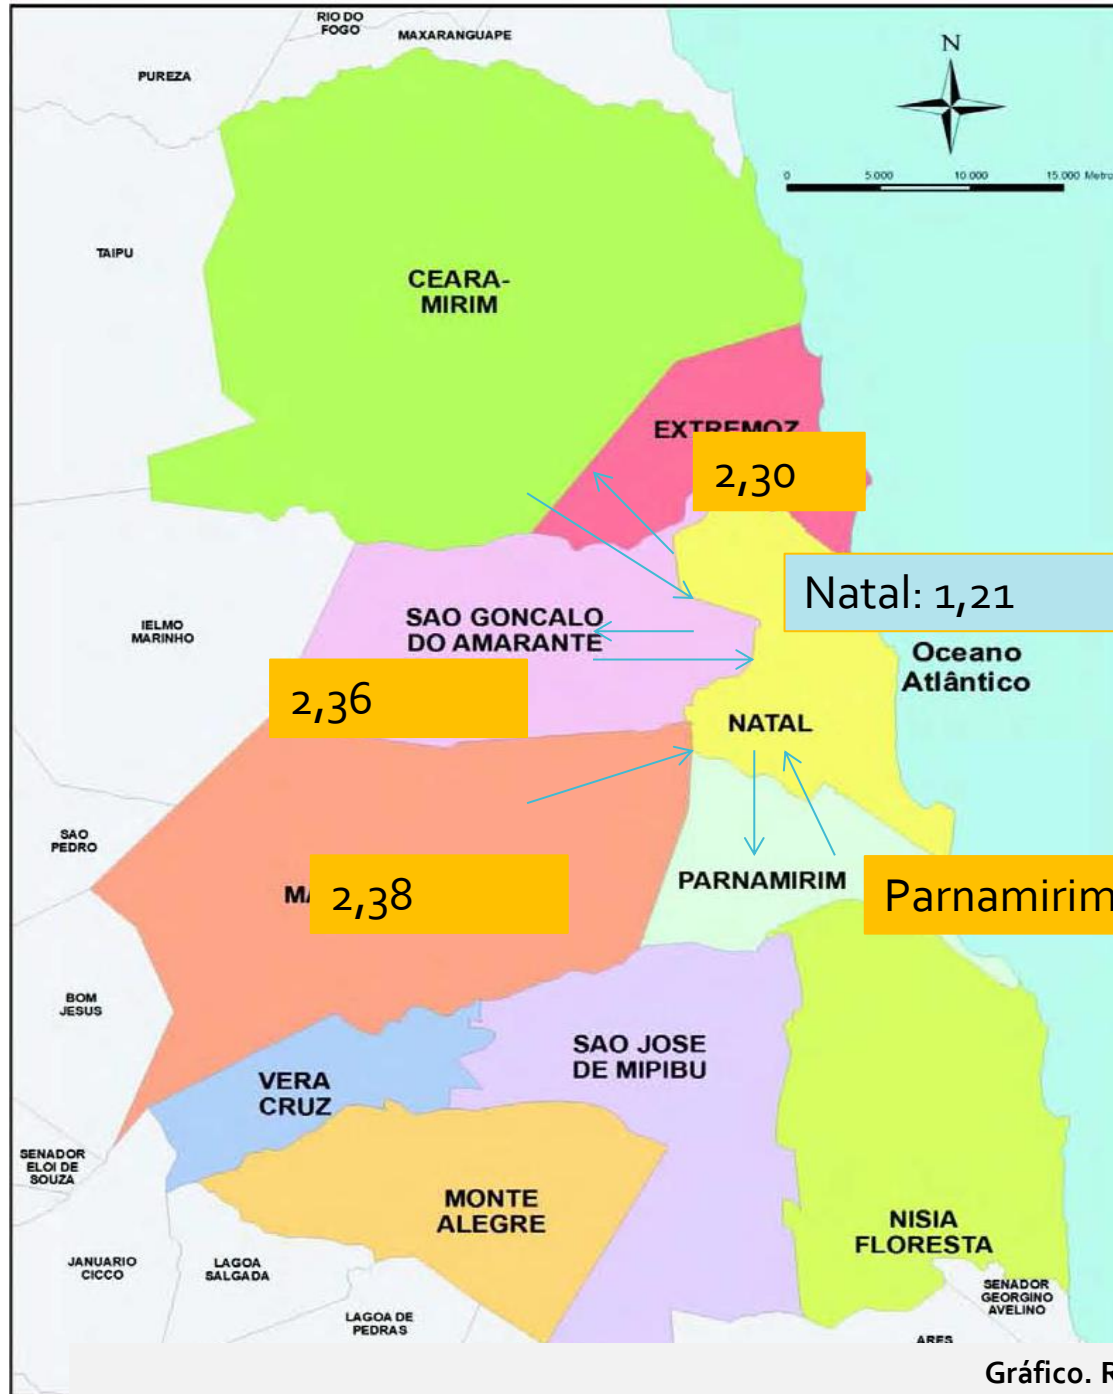 RIO DO
FOGO
MAXARANGUAPE
PUREZA
N
0 5.000 10.000 15.000 Metro
TAIPU
CEARA-
MIRIM
EXTREMOZ
2,30
Natal: 1,21
IELMO
MARINHO
SAO GONCALO
DO AMARANTE
Oceano
Atlântico
2,36
NATAL
SAO
PEDRO
MA
2,38
PARNAMIRIM
Parnamirim
BOM
JESUS
SAO JOSE
DE MIPIBU
VERA
CRUZ
SENADOR
ELOI DE
SOUZA
MONTE
ALEGRE
NISIA
FLORESTA
JANUARIO
CICCO
LAGOA
SALGADA
SENADOR
GEORGINO
AVELINO
LAGOA DE
PEDRAS
ARES
Gráfico. R